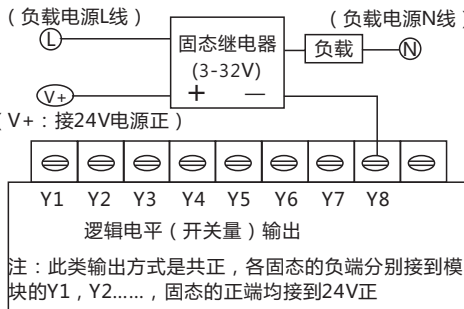 （负载电源L线）
（负载电源N线）
L
固态继电器
(3-32V)
+ —
负载
N
V+
（V+：接24V电源正）
Y1 Y2 Y3 Y4 Y5 Y6 Y7 Y8
逻辑电平（开关量）输出
注：此类输出方式是共正，各固态的负端分别接到模
块的Y1，Y2……，固态的正端均接到24V正